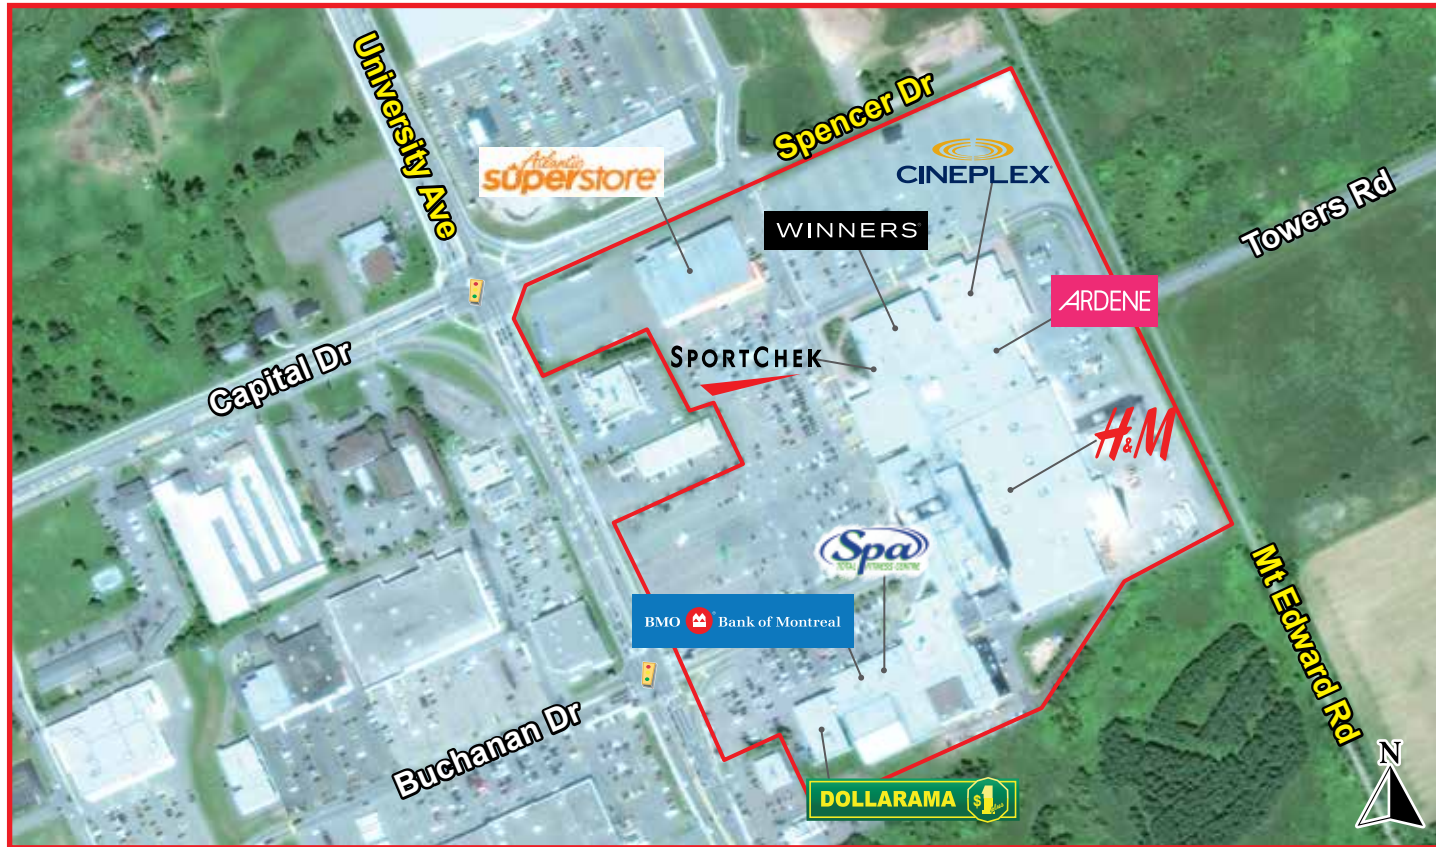 University Ave
Spencer Dr
Atlantic
superstore
CINEPLEX
WINNERS
Towers Rd
ARDENE
SPORTCHEK
Capital Dr
H&M
Spa
TOTAL FITNESS CENTRE
BMO Bank of Montreal
Mt Edward Rd
Buchanan Dr
N
DOLLARAMA $1 plus